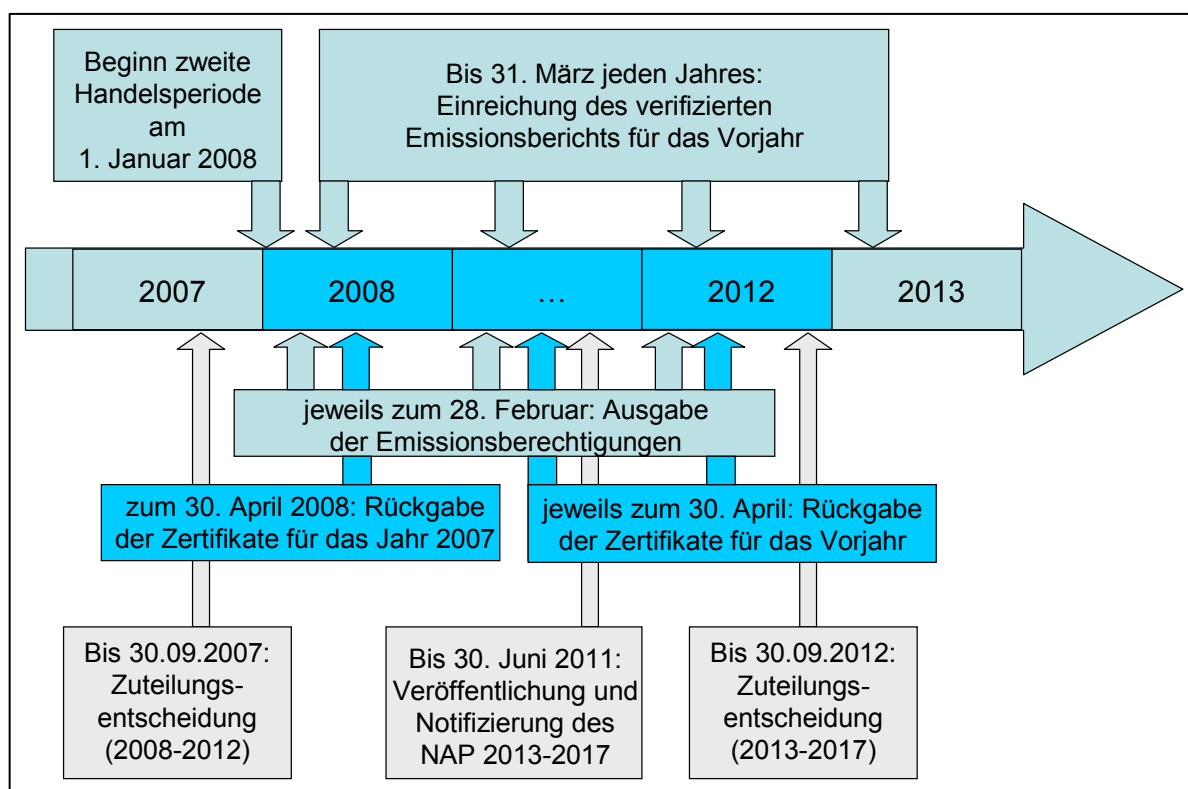 Beginn zweite
Handelsperiode
am
1. Januar 2008
Bis 31. März jeden Jahres:
Einreichung des verifizierten
Emissionsberichts für das Vorjahr
2007
2008
...
2012
2013
jeweils zum 28. Februar: Ausgabe
der Emissionsberechtigungen
zum 30. April 2008: Rückgabe
der Zertifikate für das Jahr 2007
jeweils zum 30. April: Rückgabe
der Zertifikate für das Vorjahr
Bis 30.09.2007:
Zuteilungs-
entscheidung
(2008-2012)
Bis 30. Juni 2011:
Veröffentlichung und
Notifizierung des
NAP 2013-2017
Bis 30.09.2012:
Zuteilungs-
entscheidung
(2013-2017)